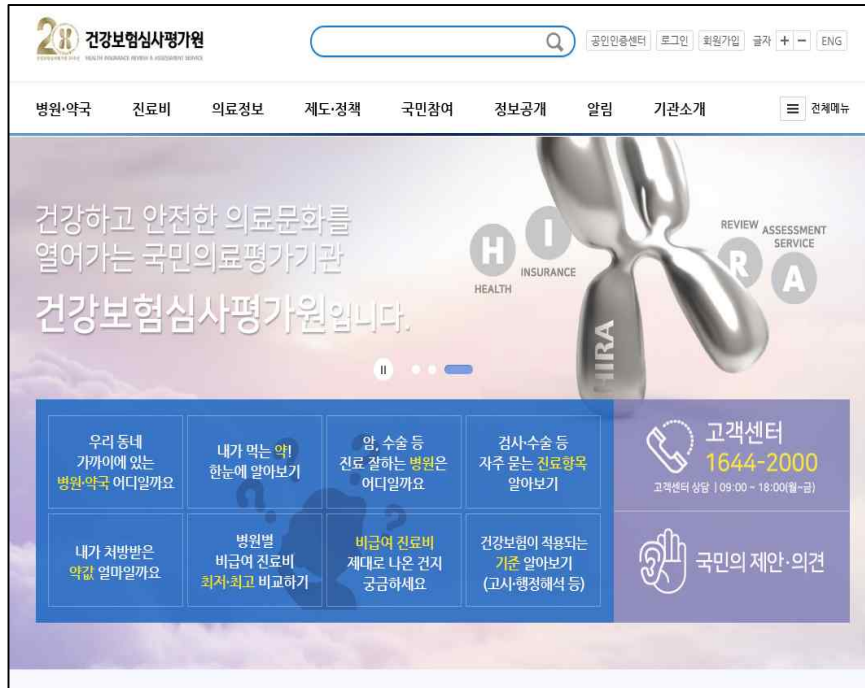 건강보험심사평가원
HEALTH INSURANCE REVIEW & ASSESSMENT SERVICE
공인인증센터 로그인 회원가입 글자 + - ENG
병원·약국 진료비 의료정보 제도·정책 국민참여 정보공개 알림 기관소개 전체메뉴
건강하고 안전한 의료문화를
열어가는 국민의료평가기관
건강보험심사평가원입니다.
H I R A
HEALTH
INSURANCE
REVIEW
ASSESSMENT
SERVICE
HIRA
우리 동네
가까이에 있는
병원·약국 어디일까요
내가 먹는 약!
한눈에 알아보기
암, 수술 등
진료 잘하는 병원은
어디일까요
검사·수술 등
자주 묻는 진료항목
알아보기
고객센터
1644-2000
고객센터 상담 | 09:00 ~ 18:00(월~금)
내가 처방받은
약값 얼마일까요
병원별
비급여 진료비
최저·최고 비교하기
비급여 진료비
제대로 나온 건지
궁금하세요
건강보험이 적용되는
기준 알아보기
(고시·행정해석 등)
국민의 제안·의견